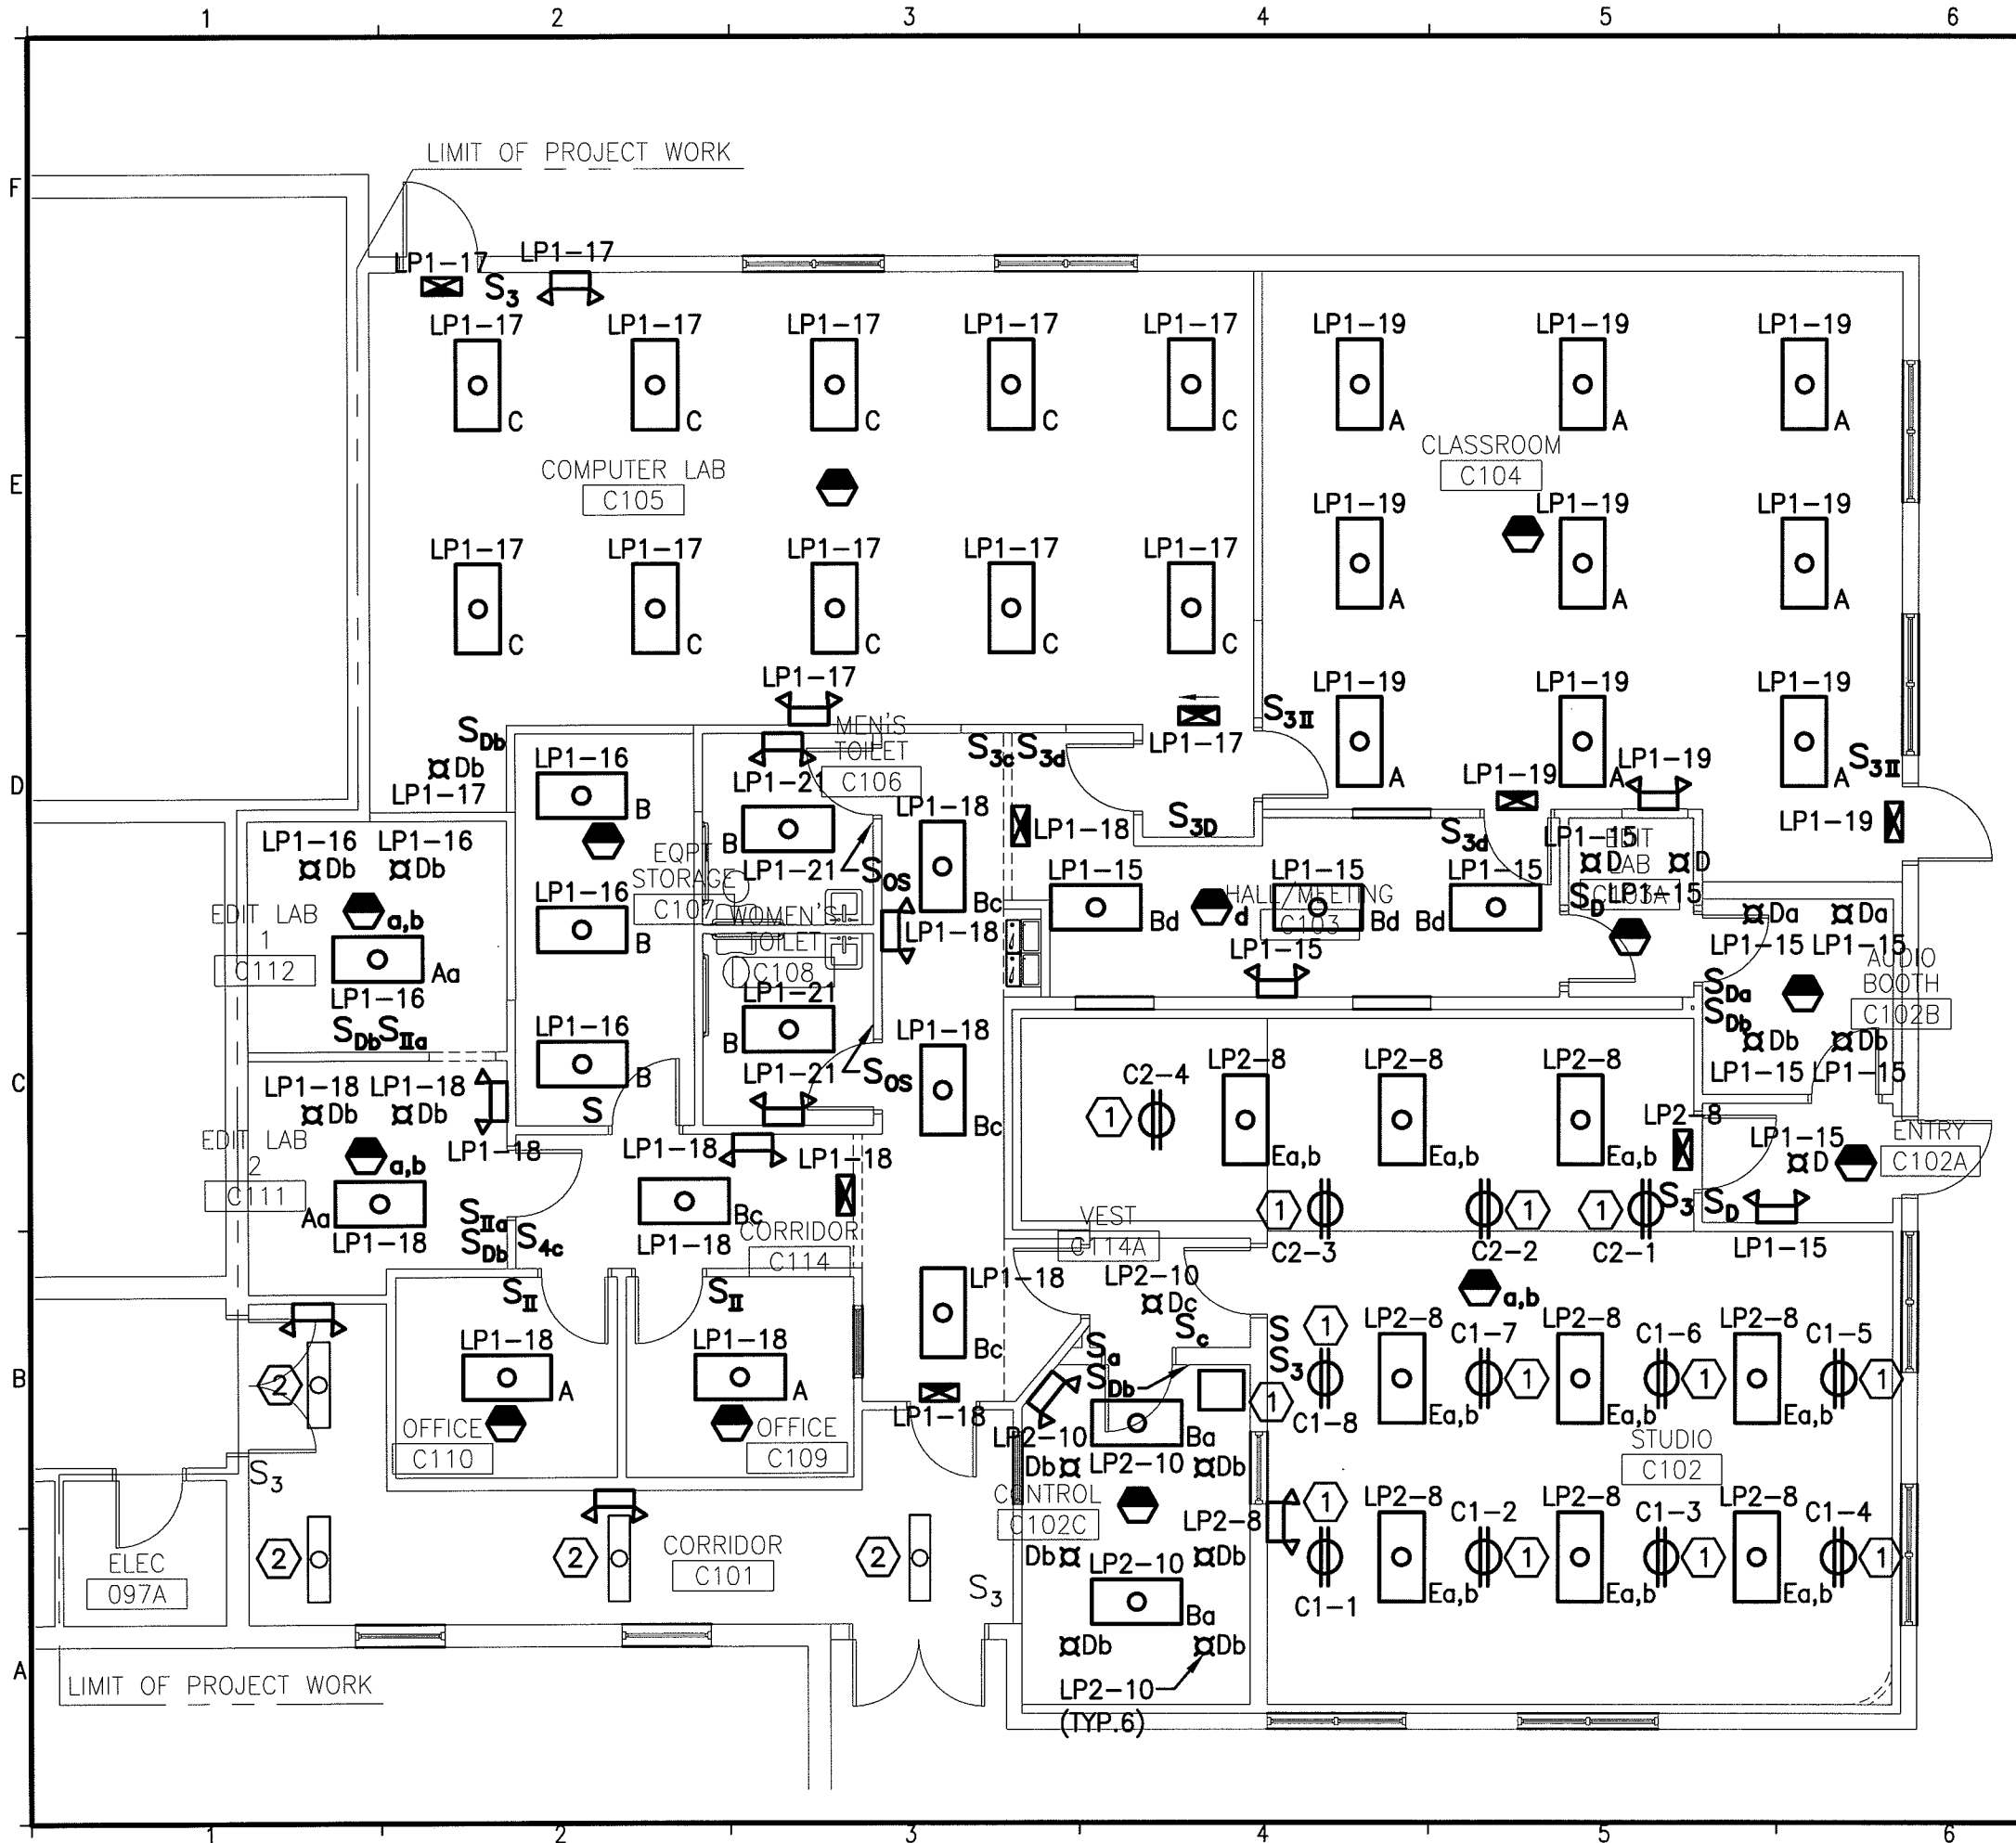 1 2 3 4 5 6
LIMIT OF PROJECT WORK
F
LP1-17 LP1-17
S3
LP1-17 LP1-17 LP1-17 LP1-17 LP1-17 LP1-19 LP1-19 LP1-19
C C C C C A A A
CLASSROOM
C104
COMPUTER LAB
C105
E
LP1-19 LP1-19 LP1-19
LP1-17 LP1-17 LP1-17 LP1-17 LP1-17
A A A
C C C C C
LP1-17
LP1-19 LP1-19 LP1-19
S3II
SDb
MEN'S
TOILET
C106
S3c S3d
LP1-17
LP1-16
Db
LP1-17
LP1-21
LP1-19 LP1-19
S3II
A A A
D
B
LP1-18
LP1-18
S3D
S3d
LP1-15
LP1-19
LP1-16 LP1-16
Db Db
B
EQPT
STORAGE
C107
LP1-21
SOS
LP1-15 LP1-15 LP1-15
D D
EDIT
LAB
C103A
SD LP1-15
EDIT LAB
1
C112
a,b
LP1-16
B
WOMEN'S
TOILET
C108
Bc
LP1-18
Bd
d
HALL/MEETING
C103
Bd Bd
LP1-15
Da Da
LP1-15 LP1-15
AUDIO
BOOTH
C102B
Aa
LP1-16
SDb SIIa
LP1-16
LP1-21
B
LP1-21
SOS
LP1-18
SDa
SDb
Db Db
LP1-15 LP1-15
C
LP1-18 LP1-18
Db Db
B
S
C2-4
1
LP2-8 LP2-8 LP2-8
LP2-8
LP1-15
D
ENTRY
C102A
EDIT LAB
2
C111
a,b
LP1-18
LP1-18
LP1-18
Bc
Ea,b Ea,b Ea,b
Aa
LP1-18
SIIa
SDb
S4c
Bc
LP1-18
CORRIDOR
C114
VEST
C114A
1 1 1
C2-3 C2-2 C2-1
S3 SD
LP1-15
SII SII
LP1-18
LP2-10
Dc
Sc
a,b
LP1-18 LP1-18
Bc
Sa
SDb
S
S3
1
LP2-8 C1-7 LP2-8 C1-6 LP2-8 C1-5
B
2
A A
1 1 1 1
C1-8
Ea,b Ea,b Ea,b
OFFICE
C110
OFFICE
C109
LP1-18
LP2-10
Ba
LP2-10
STUDIO
C102
S3
Db Db
CONTROL
C102C
LP2-8
1
LP2-8 C1-2 LP2-8 C1-3 LP2-8 C1-4
2 2 2
CORRIDOR
C101
ELEC
097A
S3
Db Db
LP2-10
Ba
1 1 1
C1-1
Ea,b Ea,b Ea,b
Db Db
A
LIMIT OF PROJECT WORK
LP2-10
(TYP.6)
1 2 3 4 5 6